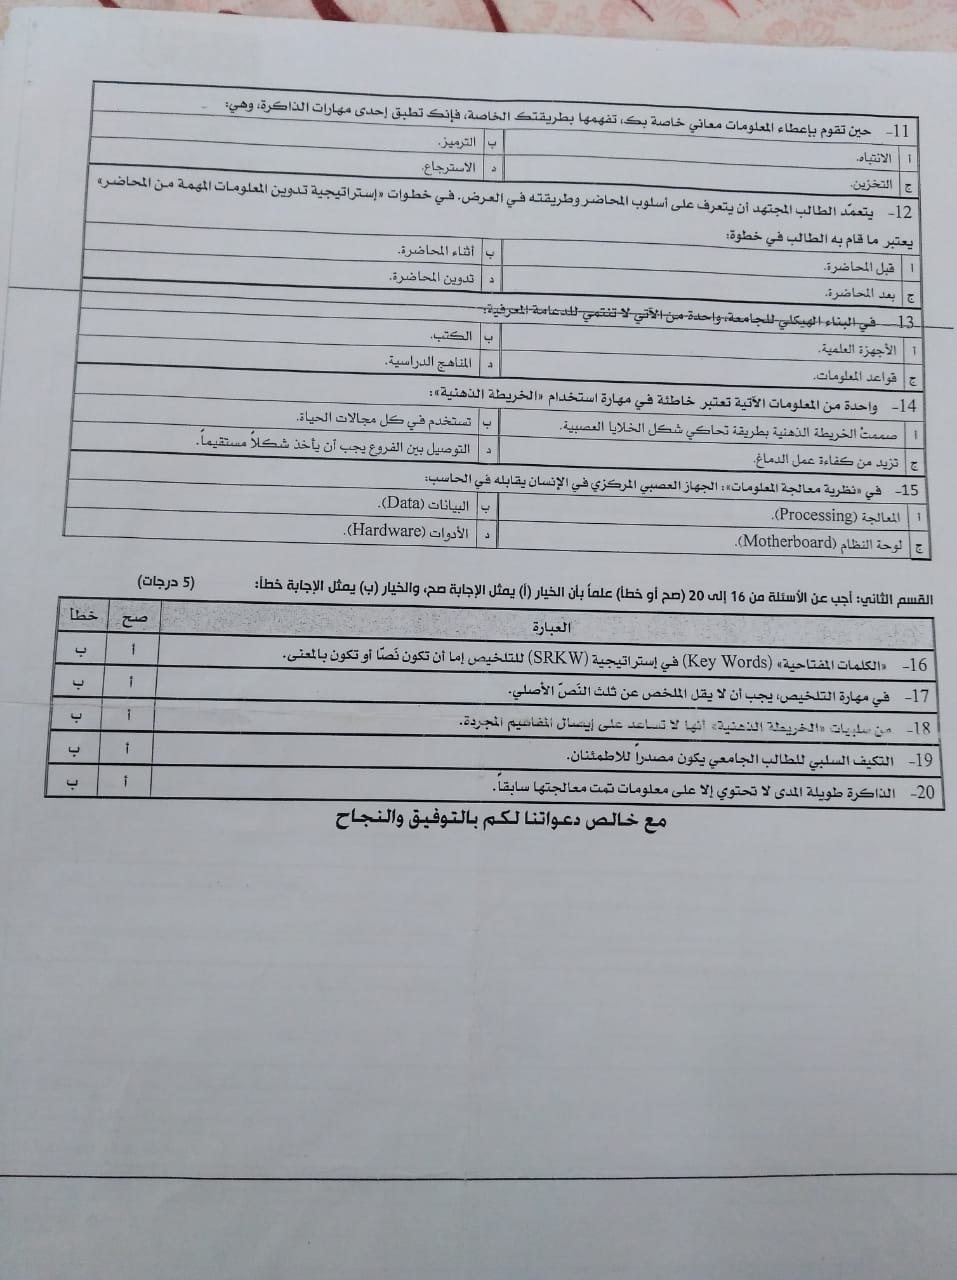 11- حين تقوم بإعطاء المعلومات معاني خاصة بك، تفهمها بطريقتك الخاصة، فإنك تطبق إحدى مهارات الذاكرة، وهي:
أ الانتباه. ب الترميز.
ج التخزين. د الاسترجاع.
12- يتعمّد الطالب المجتهد أن يتعرف على أسلوب المحاضر وطريقته في العرض. في خطوات «إستراتيجية تدوين المعلومات المهمة من المحاضر»
يعتبر ما قام به الطالب في خطوة:
أ قبل المحاضرة. ب أثناء المحاضرة.
ج بعد المحاضرة. د تدوين المحاضرة.
13- في البناء الهيكلي للجامعة، واحدة من الآتي لا تنتمي للدعامة المعرفية:
أ الأجهزة العلمية. ب الكتب.
ج قواعد المعلومات. د المناهج الدراسية.
14- واحدة من المعلومات الآتية تعتبر خاطئة في مهارة استخدام «الخريطة الذهنية»:
أ صممتُ الخريطة الذهنية بطريقة تحاكي شكل الخلايا العصبية. ب تستخدم في كل مجالات الحياة.
ج تزيد من كفاءة عمل الدماغ. د التوصيل بين الفروع يجب أن يأخذ شكلاً مستقيماً.
15- في «نظرية معالجة المعلومات»: الجهاز العصبي المركزي في الإنسان يقابله في الحاسب:
أ المعالجة (Processing). ب البيانات (Data).
ج لوحة النظام (Motherboard). د الأدوات (Hardware).
القسم الثاني: أجب عن الأسئلة من 16 إلى 20 (صح أو خطأ) علماً بأن الخيار (أ) يمثل الإجابة صح، والخيار (ب) يمثل الإجابة خطأ: (5 درجات)
العبارة صح خطأ
16- «الكلمات المفتاحية» (Key Words) في إستراتيجية (SRKW) للتلخيص إما أن تكون نَصّا أو تكون بالمعنى. أ ب
17- في مهارة التلخيص، يجب أن لا يقل الملخص عن ثلث النَصّ الأصلي. أ ب
18- من سلبيات «الخريطة الذهنية» أنها لا تساعد على إيصال المفاهيم المجردة. أ ب
19- التكيف السلبي للطالب الجامعي يكون مصدراً للاطمئنان. أ ب
20- الذاكرة طويلة المدى لا تحتوي إلا على معلومات تمت معالجتها سابقاً. أ ب
مع خالص دعواتنا لكم بالتوفيق والنجاح